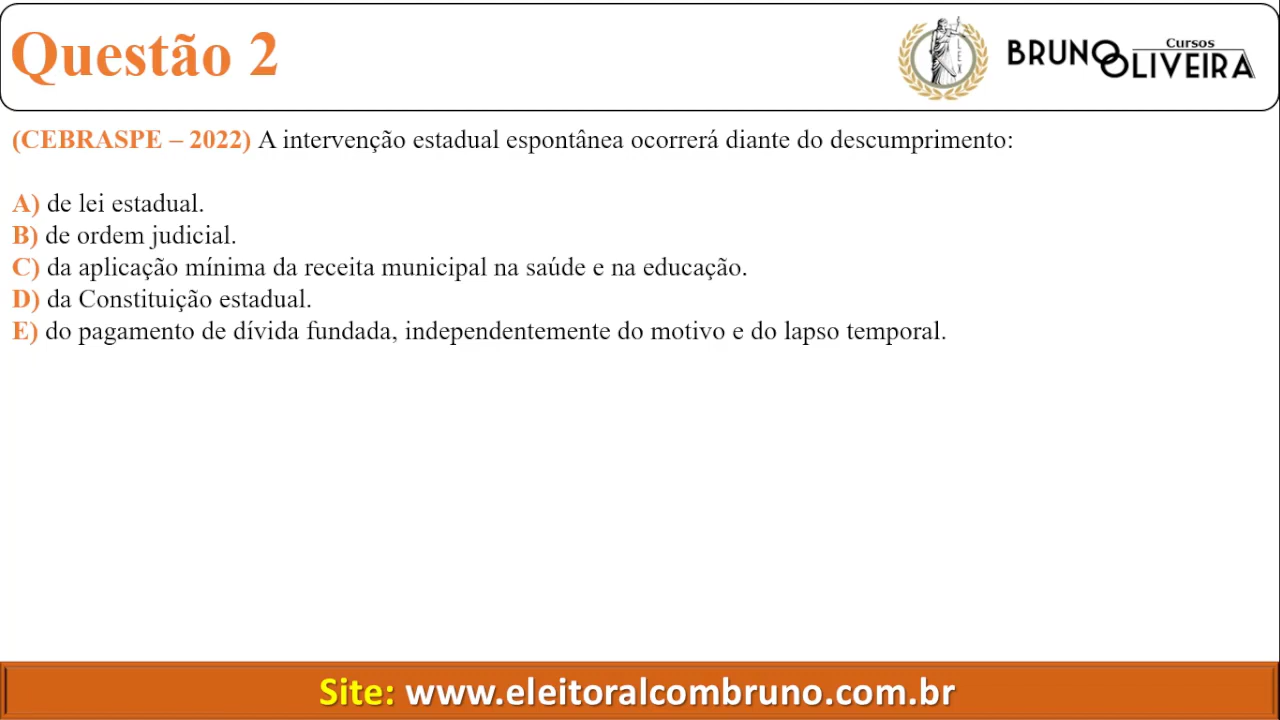 Questão 2
LEX
Cursos
BRUNO OLIVEIRA
(CEBRASPE – 2022) A intervenção estadual espontânea ocorrerá diante do descumprimento:
A) de lei estadual.
B) de ordem judicial.
C) da aplicação mínima da receita municipal na saúde e na educação.
D) da Constituição estadual.
E) do pagamento de dívida fundada, independentemente do motivo e do lapso temporal.
Site: www.eleitoralcombruno.com.br